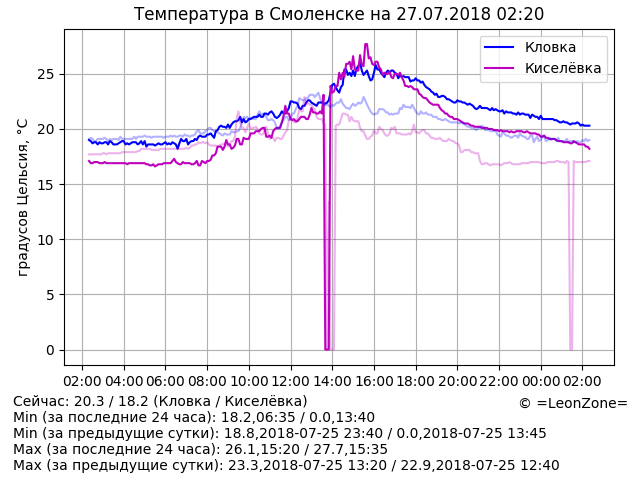 Температура в Смоленске на 27.07.2018 02:20
Кловка
Киселёвка
градусов Цельсия, °C
25
20
15
10
5
0
02:00 04:00 06:00 08:00 10:00 12:00 14:00 16:00 18:00 20:00 22:00 00:00 02:00
Сейчас: 20.3 / 18.2 (Кловка / Киселёвка)
© =LeonZone=
Min (за последние 24 часа): 18.2,06:35 / 0.0,13:40
Min (за предыдущие сутки): 18.8,2018-07-25 23:40 / 0.0,2018-07-25 13:45
Max (за последние 24 часа): 26.1,15:20 / 27.7,15:35
Max (за предыдущие сутки): 23.3,2018-07-25 13:20 / 22.9,2018-07-25 12:40